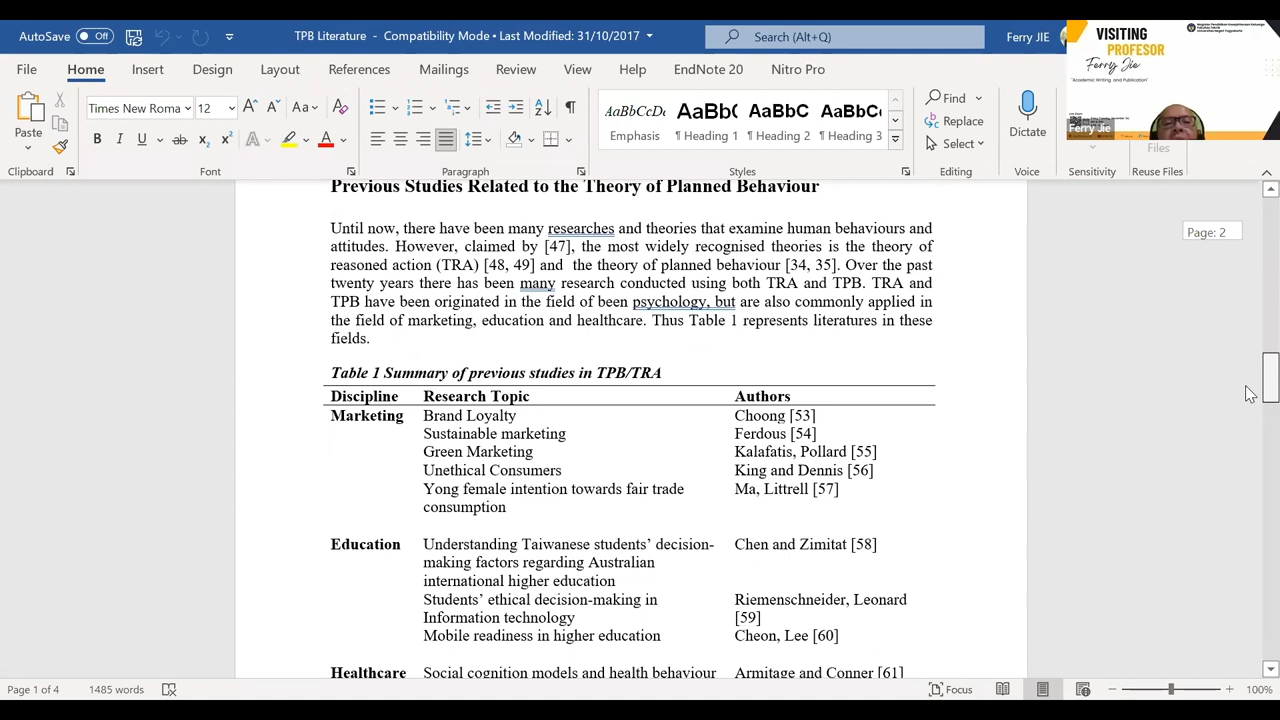 AutoSave Off TPB Literature - Compatibility Mode • Last Modified: 31/10/2017 Search (Alt+Q) Ferry JIE
VISITING
PROFESOR
Ferry Jie
"Academic Writing and Publication"
Ferry Jie
File Home Insert Design Layout References Mailings Review View Help EndNote 20 Nitro Pro
Times New Roma 12
Paste
AaBbCcDc AaBb( AaBbC AaBbC
Emphasis ¶ Heading 1 ¶ Heading 2 ¶ Heading 3
Find
Replace
Select
Dictate
Files
Clipboard Font Paragraph Styles Editing Voice Sensitivity Reuse Files
Page: 2
Previous Studies Related to the Theory of Planned Behaviour
Until now, there have been many researches and theories that examine human behaviours and
attitudes. However, claimed by [47], the most widely recognised theories is the theory of
reasoned action (TRA) [48, 49] and the theory of planned behaviour [34, 35]. Over the past
twenty years there has been many research conducted using both TRA and TPB. TRA and
TPB have been originated in the field of been psychology, but are also commonly applied in
the field of marketing, education and healthcare. Thus Table 1 represents literatures in these
fields.
Table 1 Summary of previous studies in TPB/TRA
Discipline Research Topic Authors
Marketing Brand Loyalty Choong [53]
Sustainable marketing Ferdous [54]
Green Marketing Kalafatis, Pollard [55]
Unethical Consumers King and Dennis [56]
Yong female intention towards fair trade Ma, Littrell [57]
consumption
Education Understanding Taiwanese students' decision- Chen and Zimitat [58]
making factors regarding Australian
international higher education
Students' ethical decision-making in Riemenschneider, Leonard
Information technology [59]
Mobile readiness in higher education Cheon, Lee [60]
Healthcare Social cognition models and health behaviour Armitage and Conner [61]
Page 1 of 4 1485 words Focus 100%